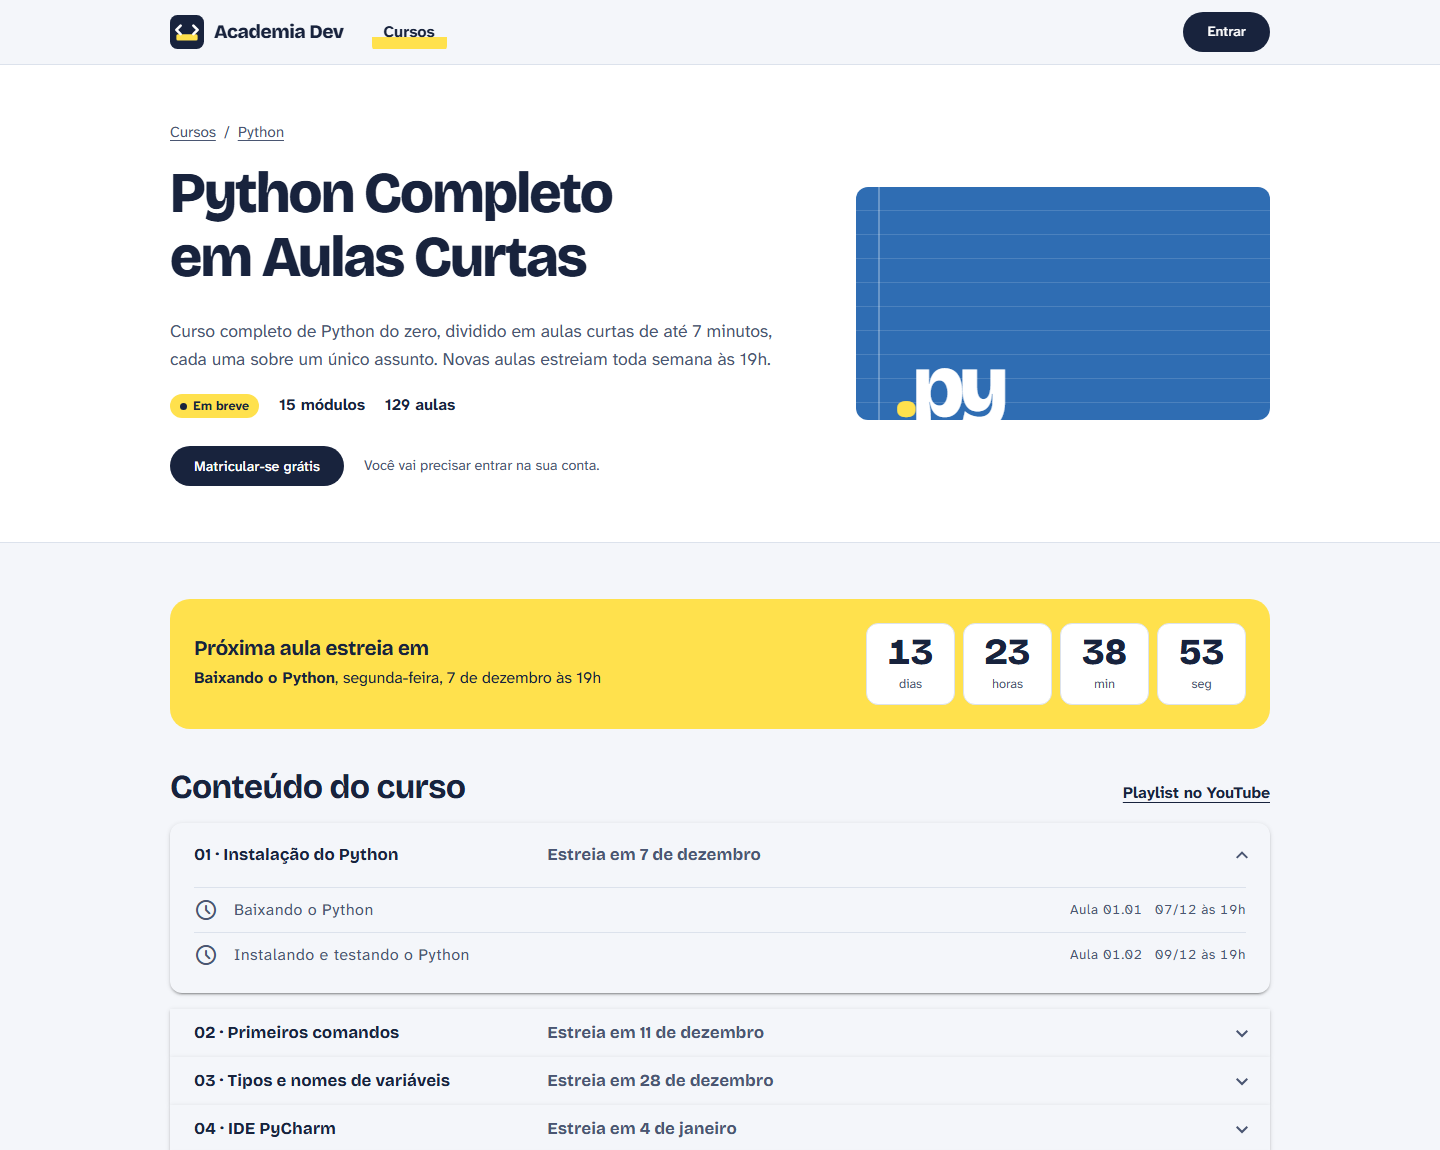 Academia Dev
Cursos
Entrar
Cursos / Python
Python Completo
em Aulas Curtas
Curso completo de Python do zero, dividido em aulas curtas de até 7 minutos,
cada uma sobre um único assunto. Novas aulas estreiam toda semana às 19h.
Em breve
15 módulos
129 aulas
Matricular-se grátis
Você vai precisar entrar na sua conta.
.py
Próxima aula estreia em
Baixando o Python, segunda-feira, 7 de dezembro às 19h
13 dias
23 horas
38 min
53 seg
Conteúdo do curso
Playlist no YouTube
01 · Instalação do Python Estreia em 7 de dezembro
Baixando o Python Aula 01.01 07/12 às 19h
Instalando e testando o Python Aula 01.02 09/12 às 19h
02 · Primeiros comandos Estreia em 11 de dezembro
03 · Tipos e nomes de variáveis Estreia em 28 de dezembro
04 · IDE PyCharm Estreia em 4 de janeiro